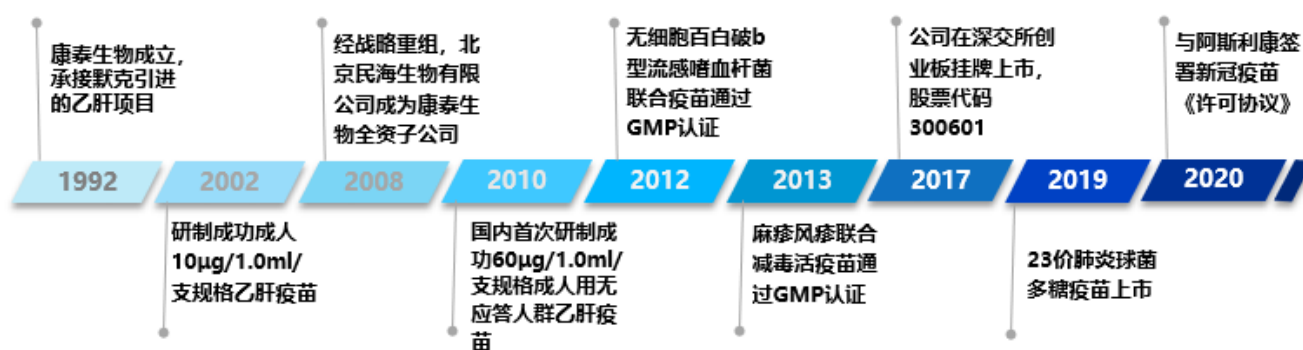 康泰生物成立，
承接默克引进
的乙肝项目
经战略重组，北
京民海生物有限
公司成为康泰生
物全资子公司
无细胞百白破b
型流感嗜血杆菌
联合疫苗通过
GMP认证
公司在深交所创
业板挂牌上市，
股票代码
300601
与阿斯利康签
署新冠疫苗
《许可协议》
1992 2002 2008 2010 2012 2013 2017 2019 2020
研制成功成人
10μg/1.0ml/
支规格乙肝疫苗
国内首次研制成
功60μg/1.0ml/
支规格成人用无
应答人群乙肝疫
苗
麻疹风疹联合
减毒活疫苗通
过GMP认证
23价肺炎球菌
多糖疫苗上市